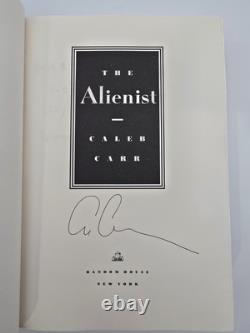 THE
Alienist
CALEB
CARR
RANDOM HOUSE
NEW YORK